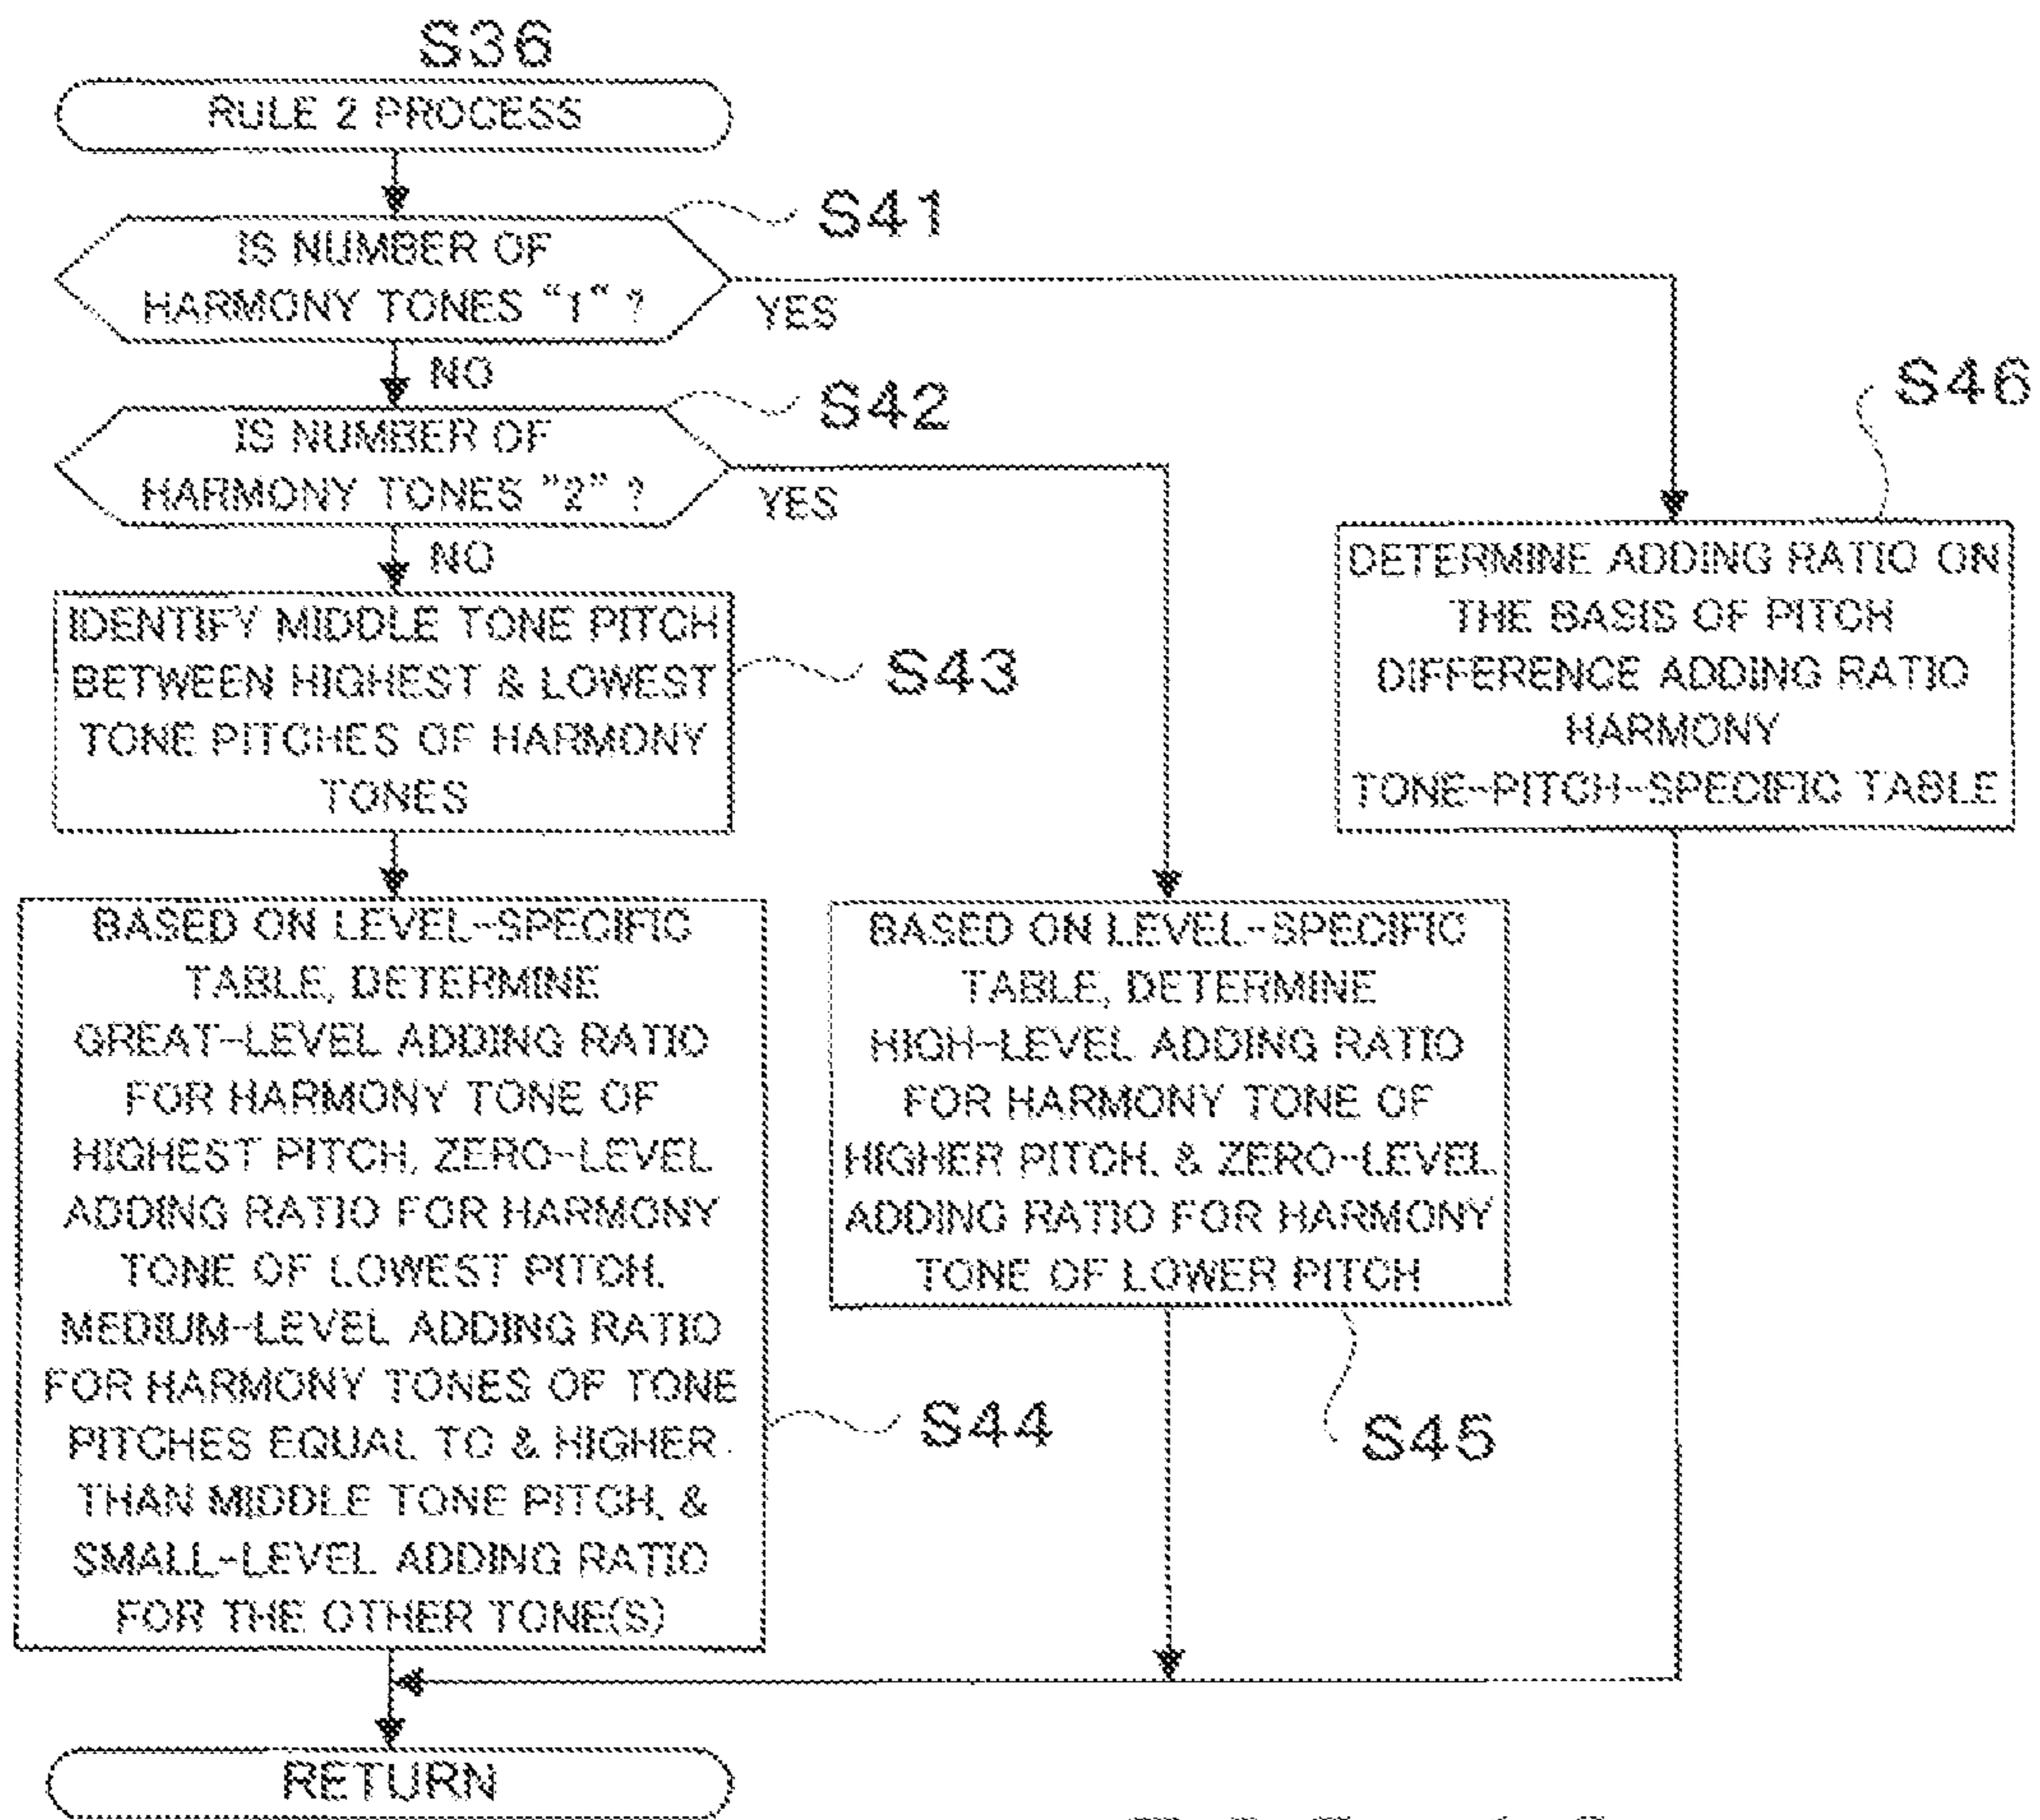 S36
RULE 2 PROCESS
S41
IS NUMBER OF
HARMONY TONES "1" ?
YES
NO
S42
IS NUMBER OF
HARMONY TONES "2" ?
YES
NO
S46
DETERMINE ADDING RATIO ON
THE BASIS OF PITCH
DIFFERENCE ADDING RATIO
HARMONY
TONE-PITCH-SPECIFIC TABLE
IDENTIFY MIDDLE TONE PITCH
BETWEEN HIGHEST & LOWEST
TONE PITCHES OF HARMONY
TONES
S43
BASED ON LEVEL-SPECIFIC
TABLE, DETERMINE
GREAT-LEVEL ADDING RATIO
FOR HARMONY TONE OF
HIGHEST PITCH, ZERO-LEVEL
ADDING RATIO FOR HARMONY
TONE OF LOWEST PITCH,
MEDIUM-LEVEL ADDING RATIO
FOR HARMONY TONES OF TONE
PITCHES EQUAL TO & HIGHER
THAN MIDDLE TONE PITCH, &
SMALL-LEVEL ADDING RATIO
FOR THE OTHER TONE(S)
S44
BASED ON LEVEL-SPECIFIC
TABLE, DETERMINE
HIGH-LEVEL ADDING RATIO
FOR HARMONY TONE OF
HIGHER PITCH, & ZERO-LEVEL
ADDING RATIO FOR HARMONY
TONE OF LOWER PITCH
S45
RETURN